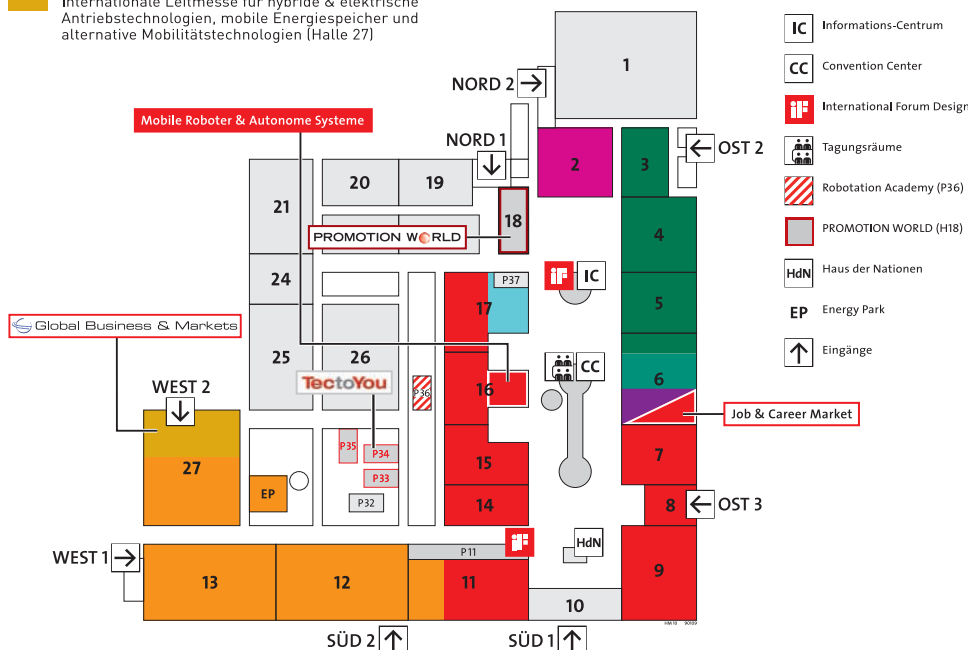 Internationale Leitmesse für hybride & elektrische
Antriebstechnologien, mobile Energiespeicher und
alternative Mobilitätstechnologien (Halle 27)
IC Informations-Centrum
CC Convention Center
iF International Forum Design
Tagungsräume
Robotation Academy (P36)
PROMOTION WORLD (H18)
HdN Haus der Nationen
EP Energy Park
Eingänge
1
NORD 2
Mobile Roboter & Autonome Systeme
NORD 1
2
3
OST 2
20
19
21
18
4
PROMOTION WORLD
24
P37
iF
IC
17
5
Global Business & Markets
25
26
TectoYou
P36
16
CC
6
WEST 2
Job & Career Market
P35
P34
27
15
7
EP
P33
P32
14
8
OST 3
iF
HdN
WEST 1
P11
13
12
11
9
10
HM10 90109
SÜD 2
SÜD 1